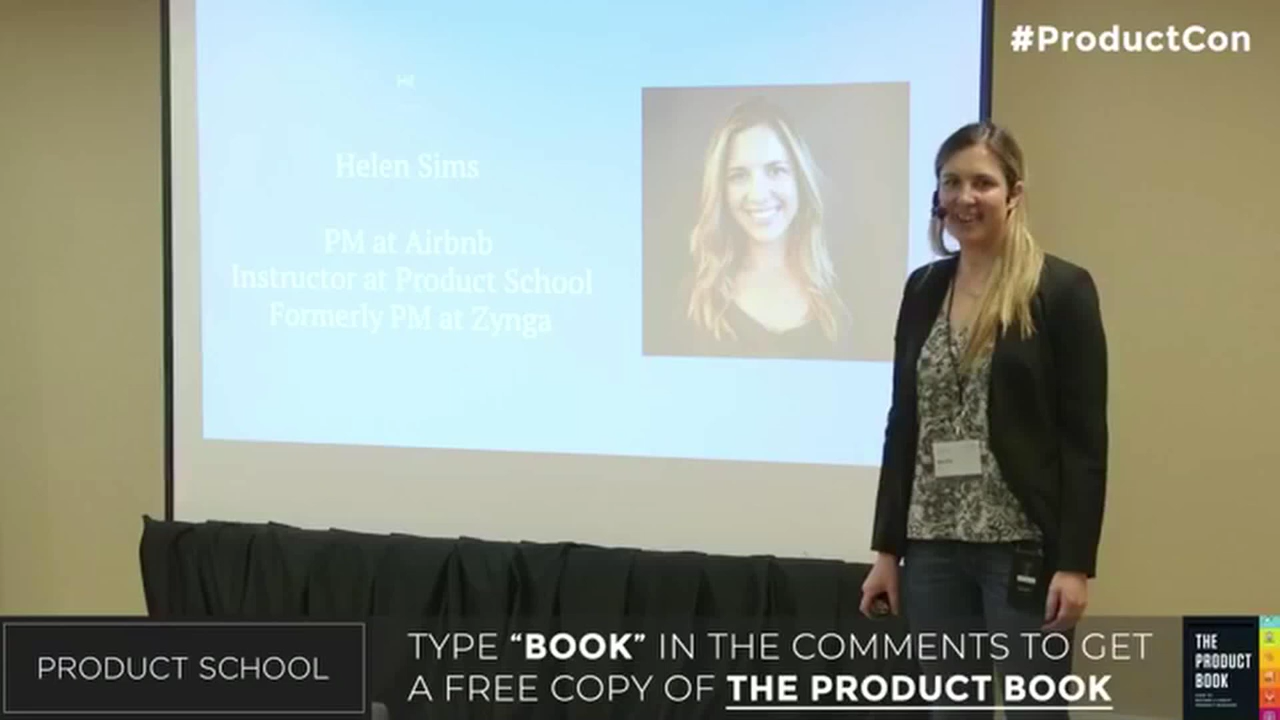 #ProductCon
Helen Sims
PM at Airbnb
Instructor at Product School
Formerly PM at Zynga
PRODUCT SCHOOL
TYPE “BOOK” IN THE COMMENTS TO GET
A FREE COPY OF THE PRODUCT BOOK
THE
PRODUCT
BOOK